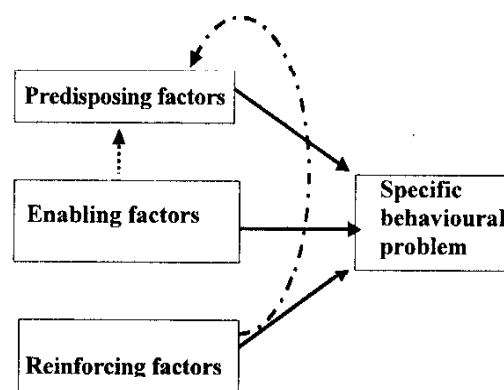 Predisposing factors
Enabling factors
Specific
behavioural
problem
Reinforcing factors